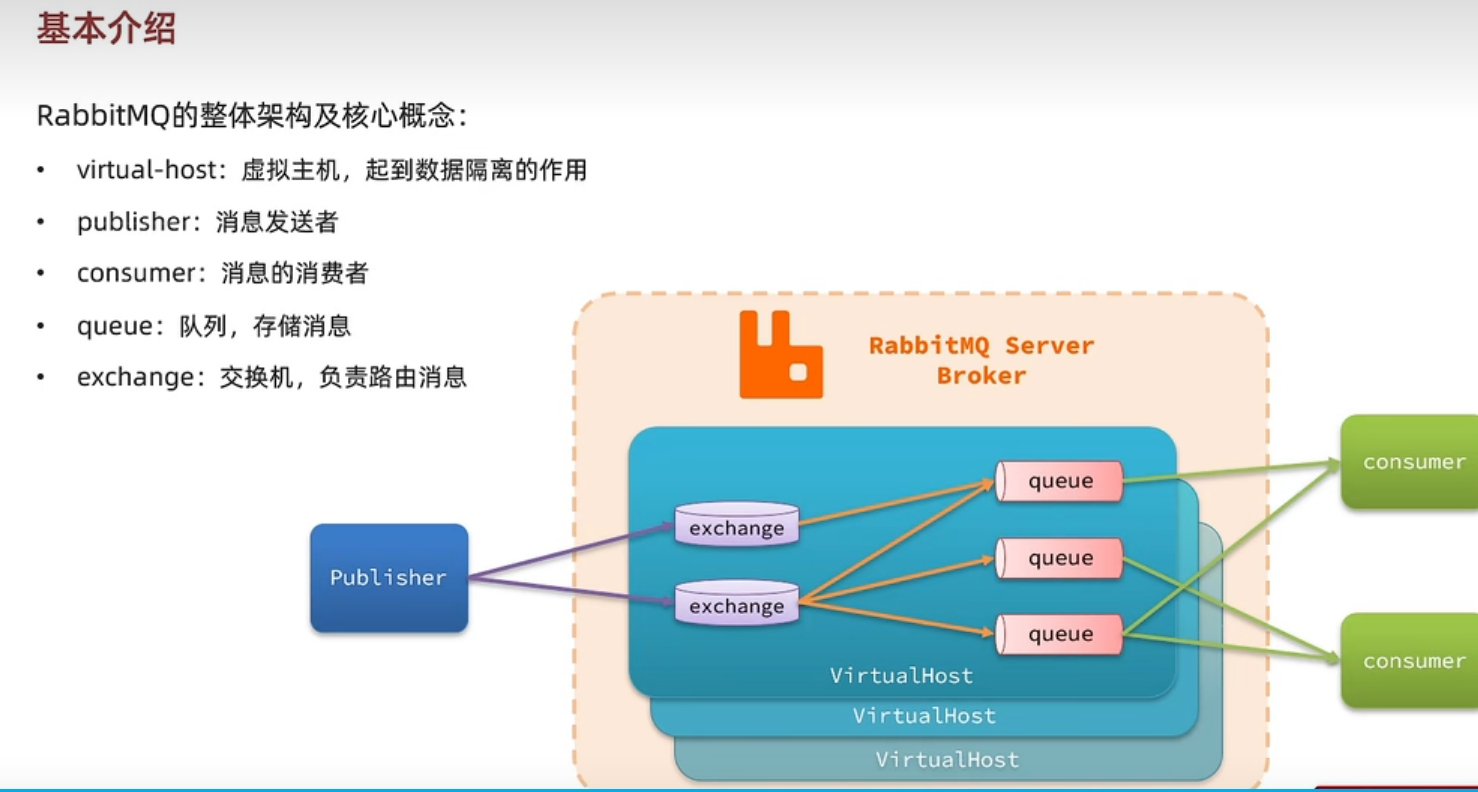 基本介绍
RabbitMQ的整体架构及核心概念：
• virtual-host：虚拟主机，起到数据隔离的作用
• publisher：消息发送者
• consumer：消息的消费者
• queue：队列，存储消息
• exchange：交换机，负责路由消息
RabbitMQ Server
Broker
Publisher
exchange
exchange
queue
queue
queue
VirtualHost
VirtualHost
VirtualHost
consumer
consumer